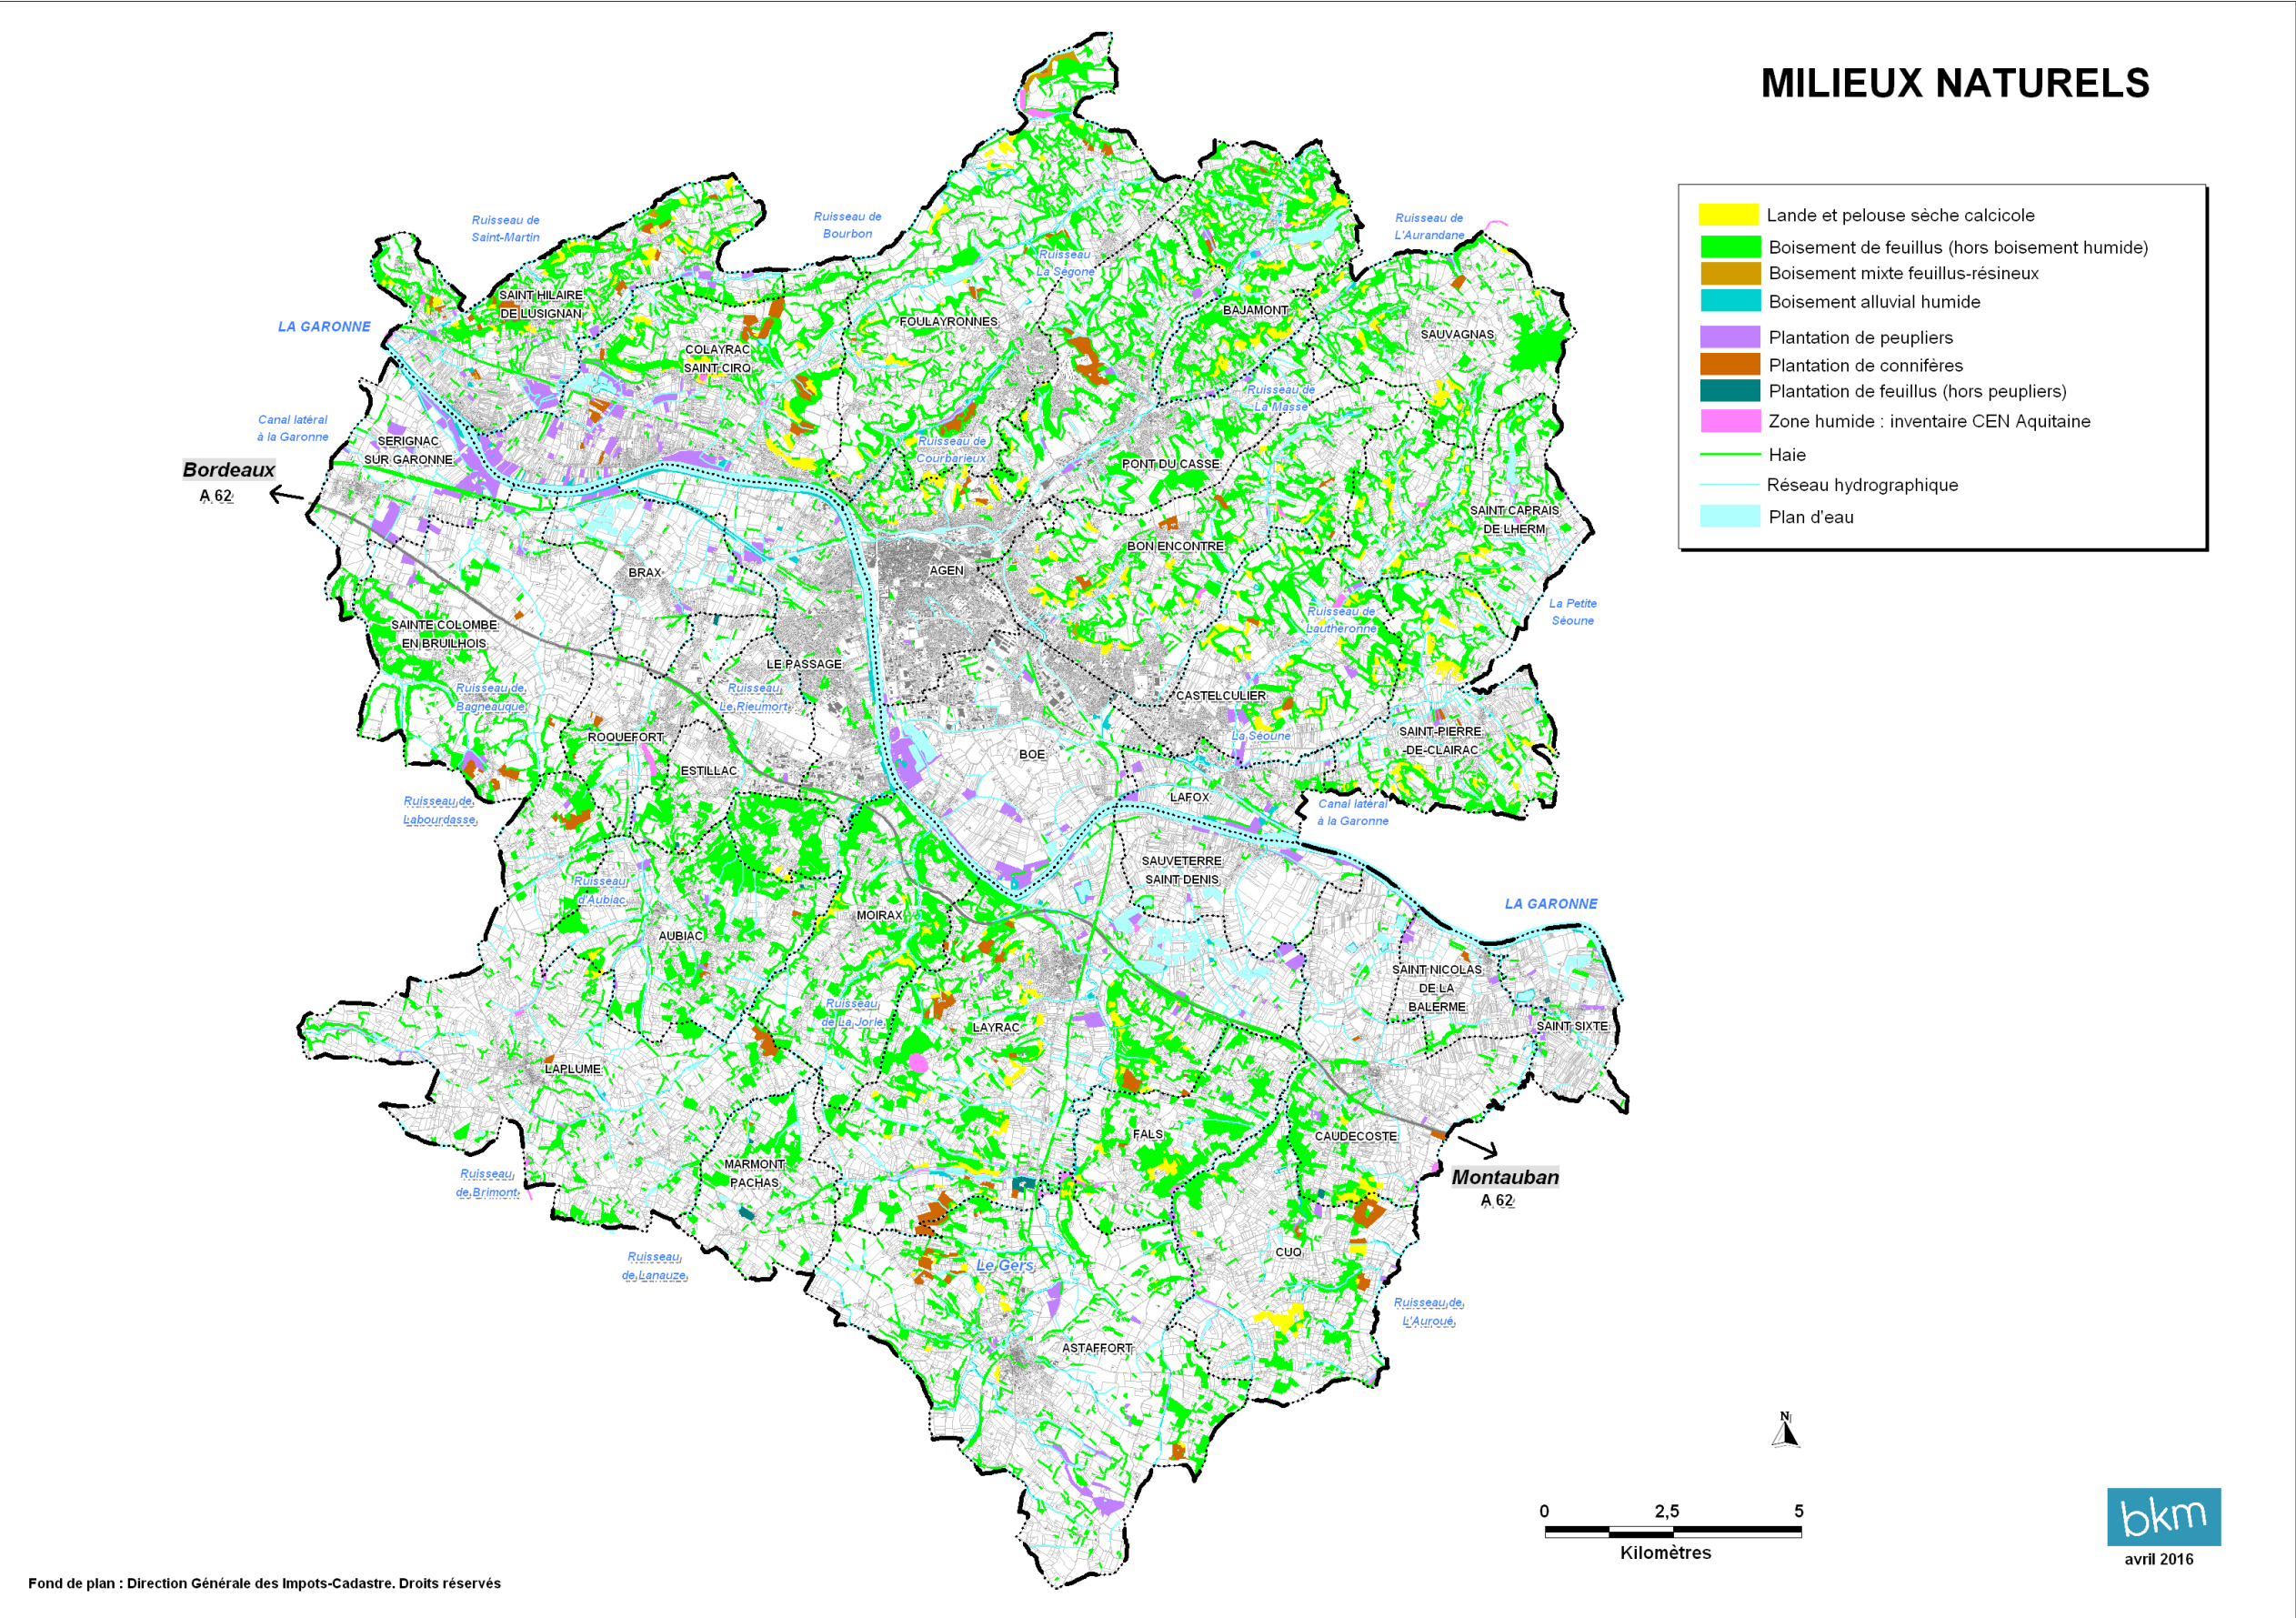 MILIEUX NATURELS
Lande et pelouse sèche calcicole
Boisement de feuillus (hors boisement humide)
Boisement mixte feuillus-résineux
Boisement alluvial humide
Plantation de peupliers
Plantation de connifères
Plantation de feuillus (hors peupliers)
Zone humide : inventaire CEN Aquitaine
Haie
Réseau hydrographique
Plan d'eau
Ruisseau de
Saint-Martin
Ruisseau de
Bourbon
Ruisseau de
L'Aurandane
Ruisseau
La Ségone
SAINT HILAIRE
DE LUSIGNAN
LA GARONNE
FOULAYRONNES
BAJAMONT
SAUVAGNAS
COLAYRAC
SAINT CIRQ
Ruisseau de
La Masse
Canal latéral
à la Garonne
SERIGNAC
SUR GARONNE
Ruisseau de
Courbarieux
PONT DU CASSE
Bordeaux
A 62
SAINT CAPRAIS
DE LHERM
BON ENCONTRE
BRAX
AGEN
La Petite
Séoune
Ruisseau de
Lautheronne
SAINTE COLOMBE
EN BRUILHOIS
LE PASSAGE
Ruisseau de
Bagneauque
Ruisseau
Le Rieumort
CASTELCULIER
ROQUEFORT
La Séoune
SAINT-PIERRE
-DE-CLAIRAC
BOE
ESTILLAC
LAFOX
Ruisseau de
Labourdasse
Canal latéral
à la Garonne
SAUVETERRE
SAINT DENIS
Ruisseau
d'Aubiac
LA GARONNE
MOIRAX
AUBIAC
SAINT NICOLAS
DE LA
BALERME
Ruisseau
de La Jorle
LAYRAC
SAINT SIXTE
LAPLUME
FALS
CAUDECOSTE
MARMONT
PACHAS
Ruisseau
de Brimont
Montauban
A 62
Ruisseau
de Lanauze
CUQ
Le Gers
Ruisseau de
L'Auroué
ASTAFFORT
N
0 2,5 5
Kilomètres
bkm
avril 2016
Fond de plan : Direction Générale des Impots-Cadastre. Droits réservés